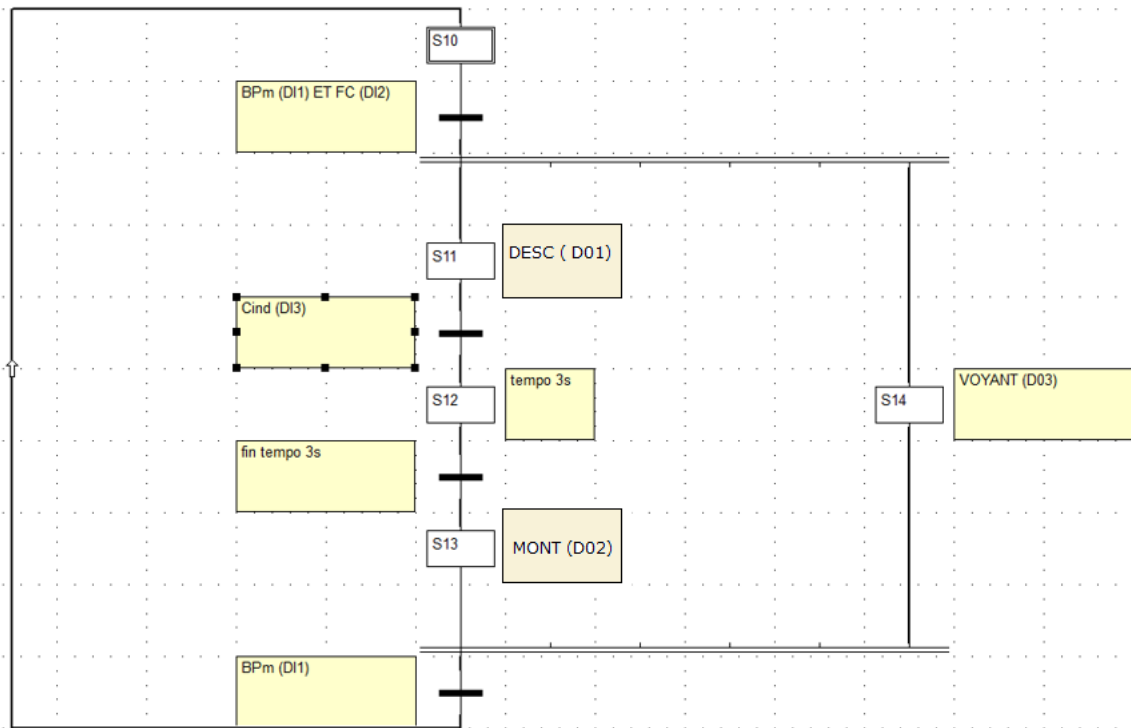 S10
BPm (DI1) ET FC (DI2)
S11
DESC ( D01)
Cind (DI3)
S12
tempo 3s
S14
VOYANT (D03)
fin tempo 3s
S13
MONT (D02)
BPm (DI1)